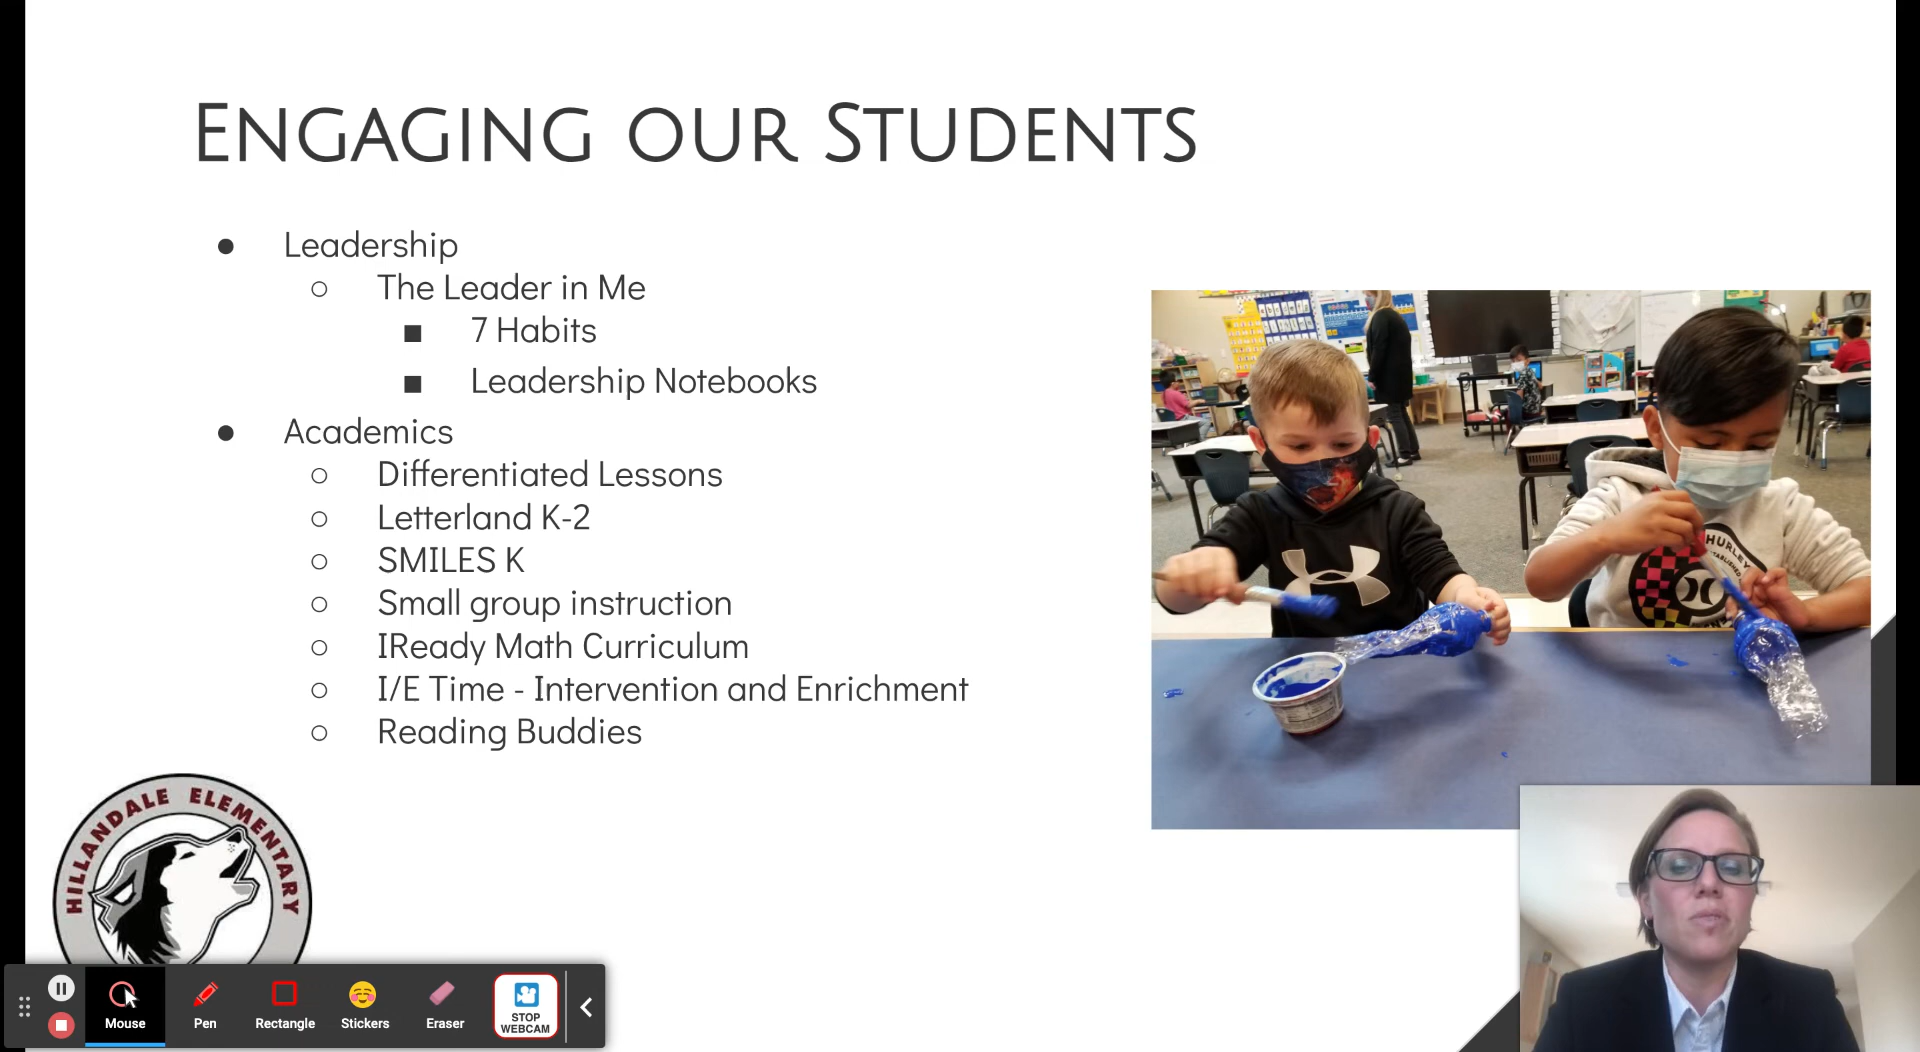 Engaging our Students
Leadership
The Leader in Me
7 Habits
Leadership Notebooks
Academics
Differentiated Lessons
Letterland K-2
SMILES K
Small group instruction
IReady Math Curriculum
I/E Time - Intervention and Enrichment
Reading Buddies
HURLEY
HILLANDALE ELEMENTARY
Mouse
Pen
Rectangle
Stickers
Eraser
STOP
WEBCAM